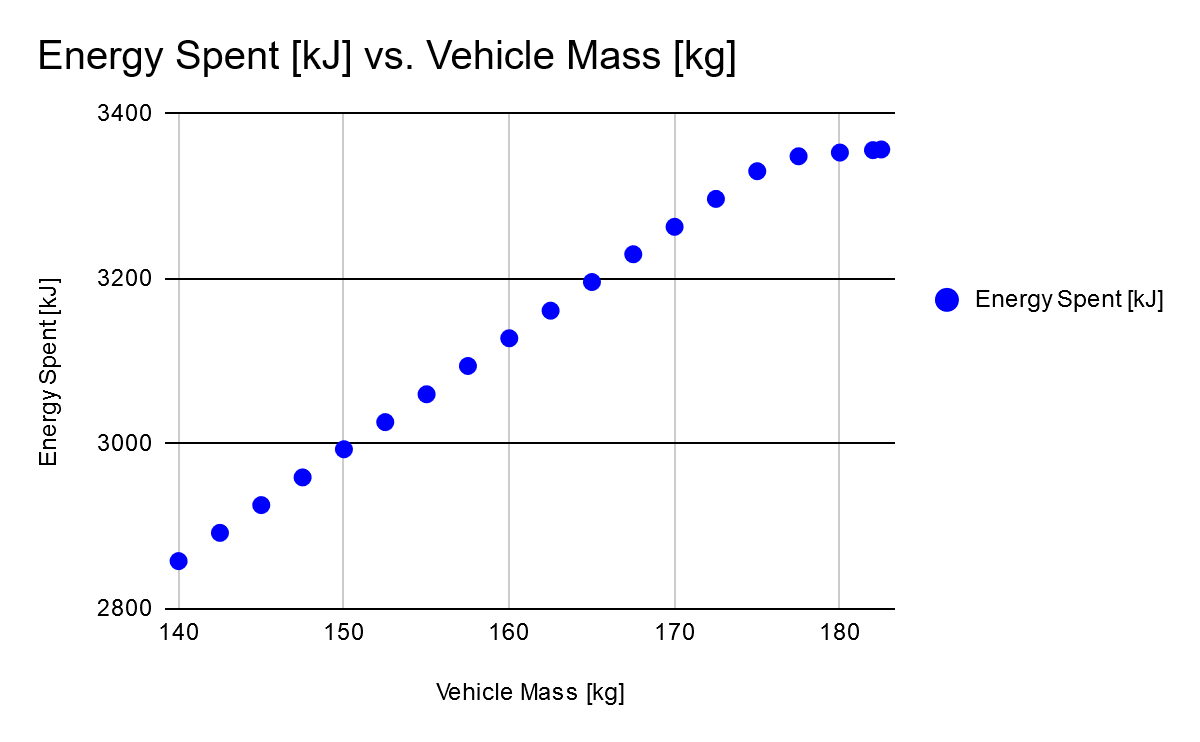 Energy Spent [kJ] vs. Vehicle Mass [kg]
3400
3200
3000
2800
Energy Spent [kJ]
140 150 160 170 180
Vehicle Mass [kg]
Energy Spent [kJ]